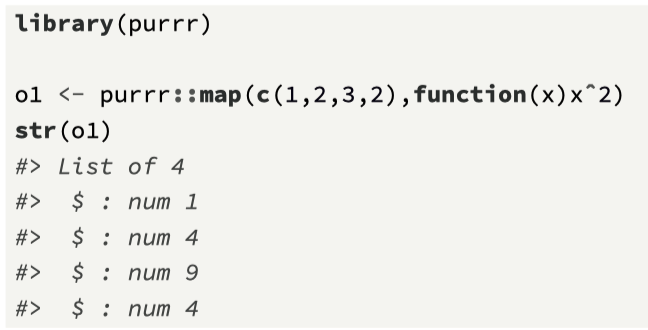 library(purrr)

o1 <- purrr::map(c(1,2,3,2),function(x)x^2)
str(o1)
#> List of 4
#>  $ : num 1
#>  $ : num 4
#>  $ : num 9
#>  $ : num 4